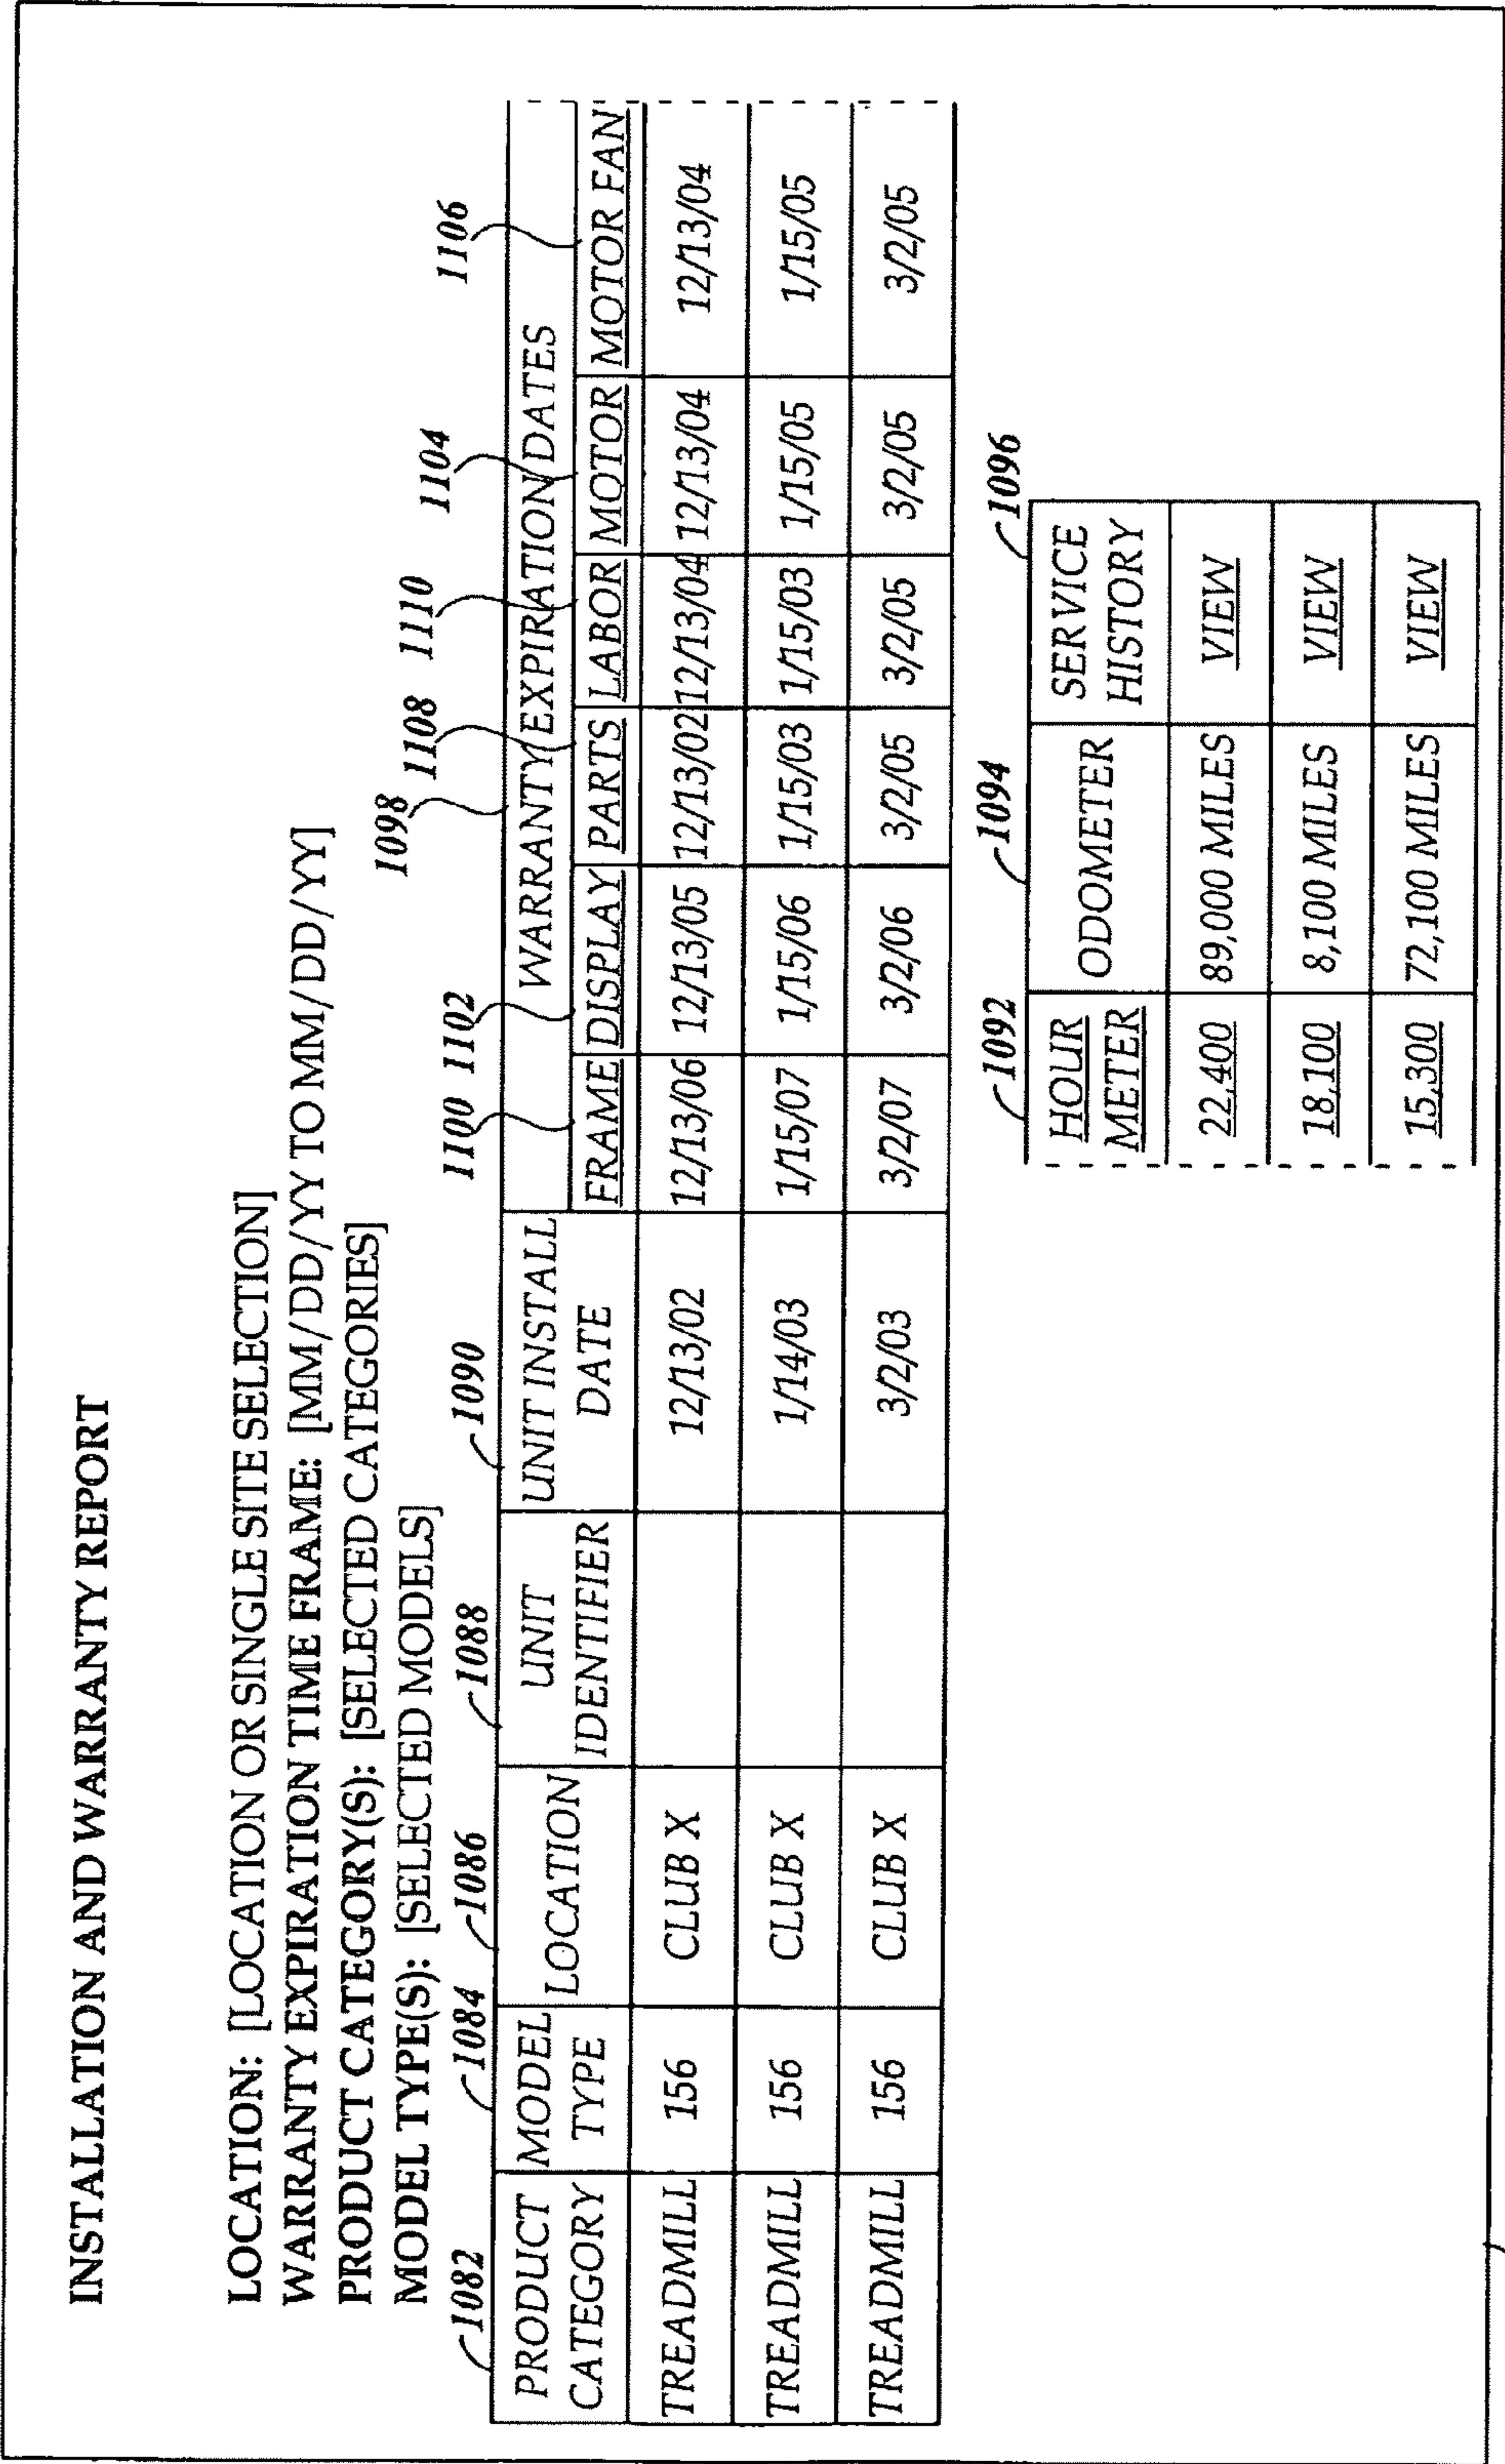 INSTALLATION AND WARRANTY REPORT
LOCATION: [LOCATION OR SINGLE SITE SELECTION]
WARRANTY EXPIRATION TIME FRAME: [MM/DD/YY TO MM/DD/YY]
PRODUCT CATEGORY(S): [SELECTED CATEGORIES]
MODEL TYPE(S): [SELECTED MODELS]
1082 1084 1086 1088 1090 1100 1102 1098 1108 1110 1104 1106
PRODUCT CATEGORY MODEL TYPE LOCATION UNIT IDENTIFIER UNIT INSTALL DATE WARRANTY EXPIRATION DATES
FRAME DISPLAY PARTS LABOR MOTOR MOTOR FAN
TREADMILL 156 CLUB X 12/13/02 12/13/06 12/13/05 12/13/02 12/13/04 12/13/04 12/13/04
TREADMILL 156 CLUB X 1/14/03 1/15/07 1/15/06 1/15/03 1/15/03 1/15/05 1/15/05
TREADMILL 156 CLUB X 3/2/03 3/2/07 3/2/06 3/2/05 3/2/05 3/2/05 3/2/05
1092 1094 1096
HOUR METER ODOMETER SERVICE HISTORY
22,400 89,000 MILES VIEW
18,100 8,100 MILES VIEW
15,300 72,100 MILES VIEW